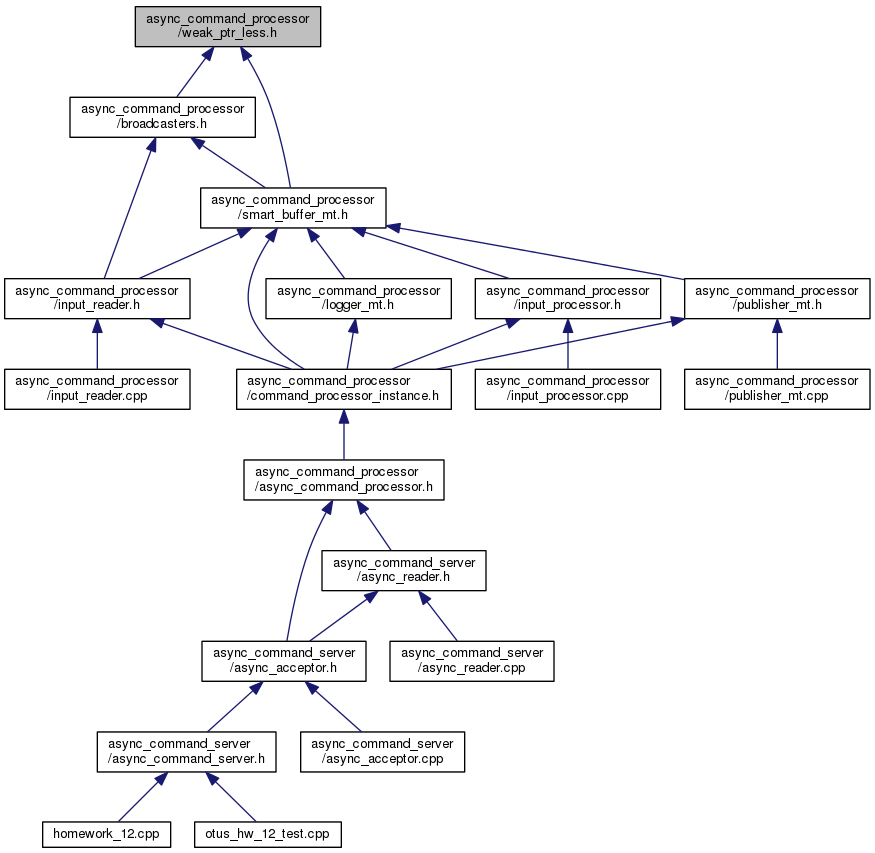 async_command_processor
/weak_ptr_less.h
async_command_processor
/broadcasters.h
async_command_processor
/smart_buffer_mt.h
async_command_processor
/input_reader.h
async_command_processor
/logger_mt.h
async_command_processor
/input_processor.h
async_command_processor
/publisher_mt.h
async_command_processor
/input_reader.cpp
async_command_processor
/command_processor_instance.h
async_command_processor
/input_processor.cpp
async_command_processor
/publisher_mt.cpp
async_command_processor
/async_command_processor.h
async_command_server
/async_reader.h
async_command_server
/async_acceptor.h
async_command_server
/async_reader.cpp
async_command_server
/async_command_server.h
async_command_server
/async_acceptor.cpp
homework_12.cpp
otus_hw_12_test.cpp